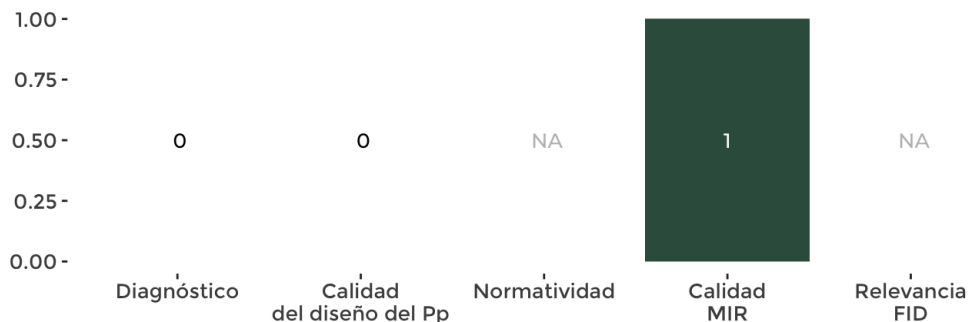 1.00
0.75
0.50
0.25
0.00
0
0
NA
1
NA
Diagnóstico
Calidad
del diseño del Pp
Normatividad
Calidad
MIR
Relevancia
FID